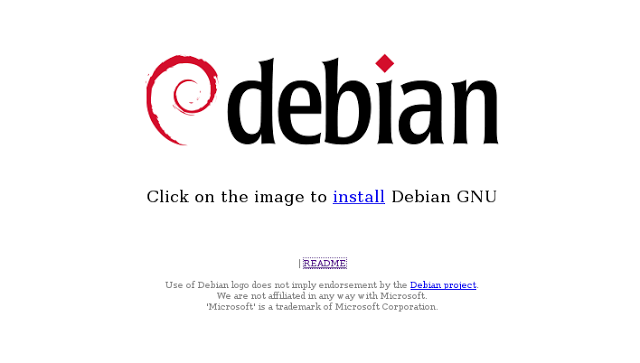 debian
Click on the image to install Debian GNU
| README
Use of Debian logo does not imply endorsement by the Debian project.
We are not affiliated in any way with Microsoft.
'Microsoft' is a trademark of Microsoft Corporation.